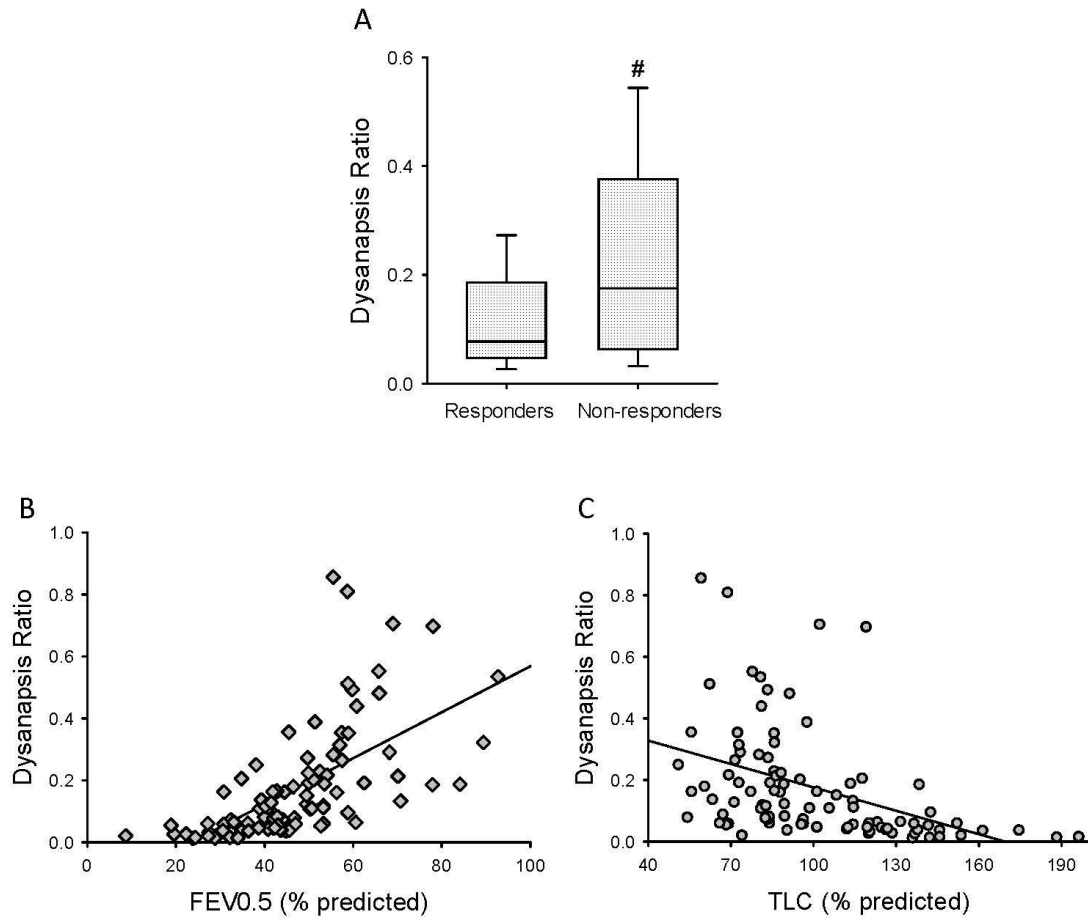 A
0.6
#
0.4
0.2
0.0
Dysanapsis Ratio
Responders
Non-responders
B
1.0
0.8
0.6
0.4
0.2
0.0
Dysanapsis Ratio
0
20
40
60
80
100
FEV0.5 (% predicted)
C
1.0
0.8
0.6
0.4
0.2
0.0
Dysanapsis Ratio
40
70
100
130
160
190
TLC (% predicted)